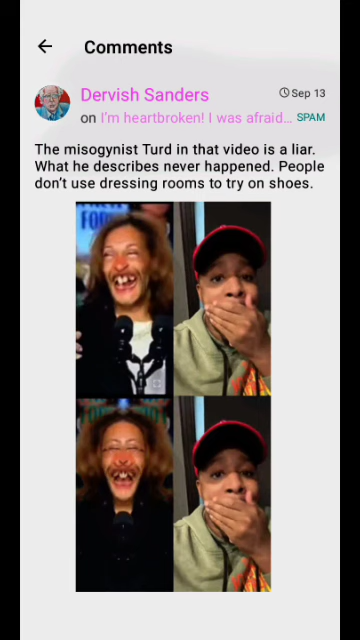 Comments
Dervish Sanders
Sep 13
on I'm heartbroken! I was afraid...
SPAM
The misogynist Turd in that video is a liar.
What he describes never happened. People
don't use dressing rooms to try on shoes.